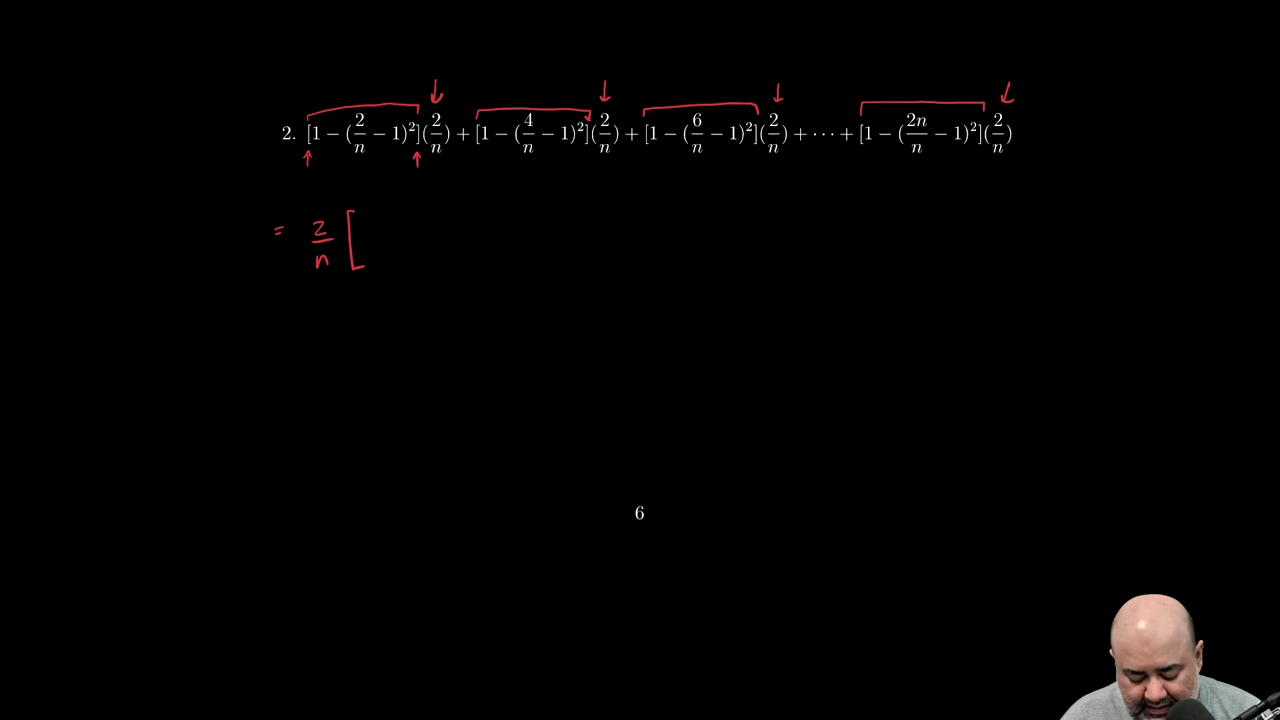 2. [1 − (2/n − 1)²](2/n) + [1 − (4/n − 1)²](2/n) + [1 − (6/n − 1)²](2/n) + ⋯ + [1 − (2n/n − 1)²](2/n)
= 2/n [
6